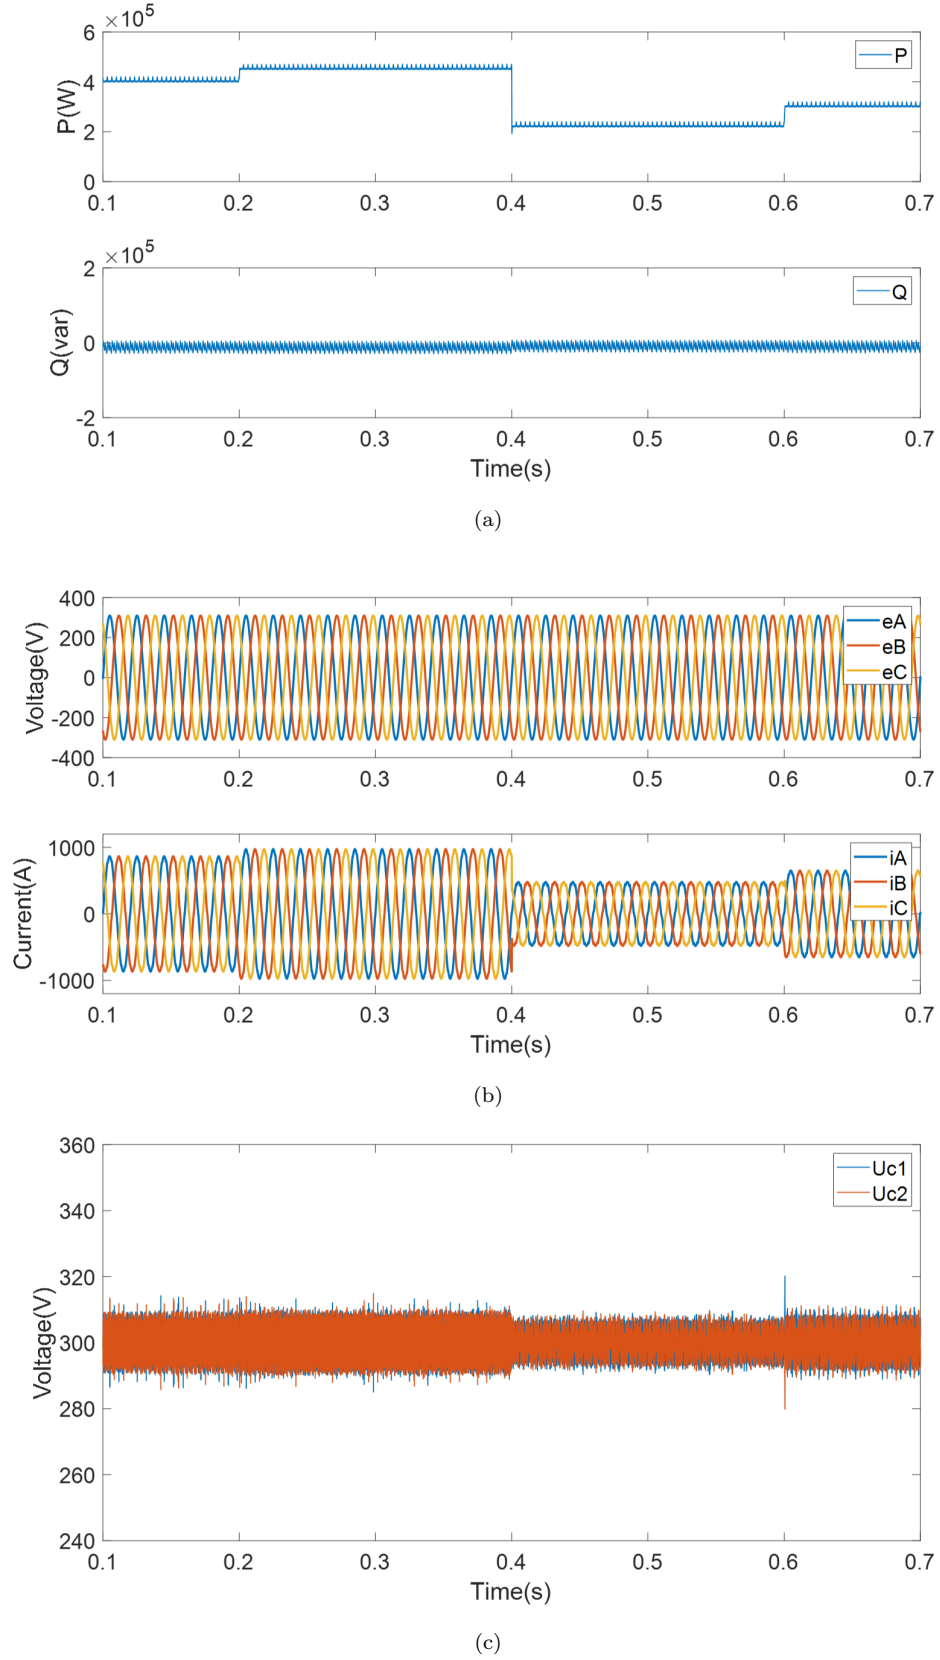 ×10^5
6
4
2
0
P(W)
P
0.1 0.2 0.3 0.4 0.5 0.6 0.7
×10^5
2
0
-2
Q(var)
Q
0.1 0.2 0.3 0.4 0.5 0.6 0.7
Time(s)
(a)
400
200
0
-200
-400
Voltage(V)
eA
eB
eC
0.1 0.2 0.3 0.4 0.5 0.6 0.7
1000
0
-1000
Current(A)
iA
iB
iC
0.1 0.2 0.3 0.4 0.5 0.6 0.7
Time(s)
(b)
360
340
320
300
280
260
240
Voltage(V)
Uc1
Uc2
0.1 0.2 0.3 0.4 0.5 0.6 0.7
Time(s)
(c)